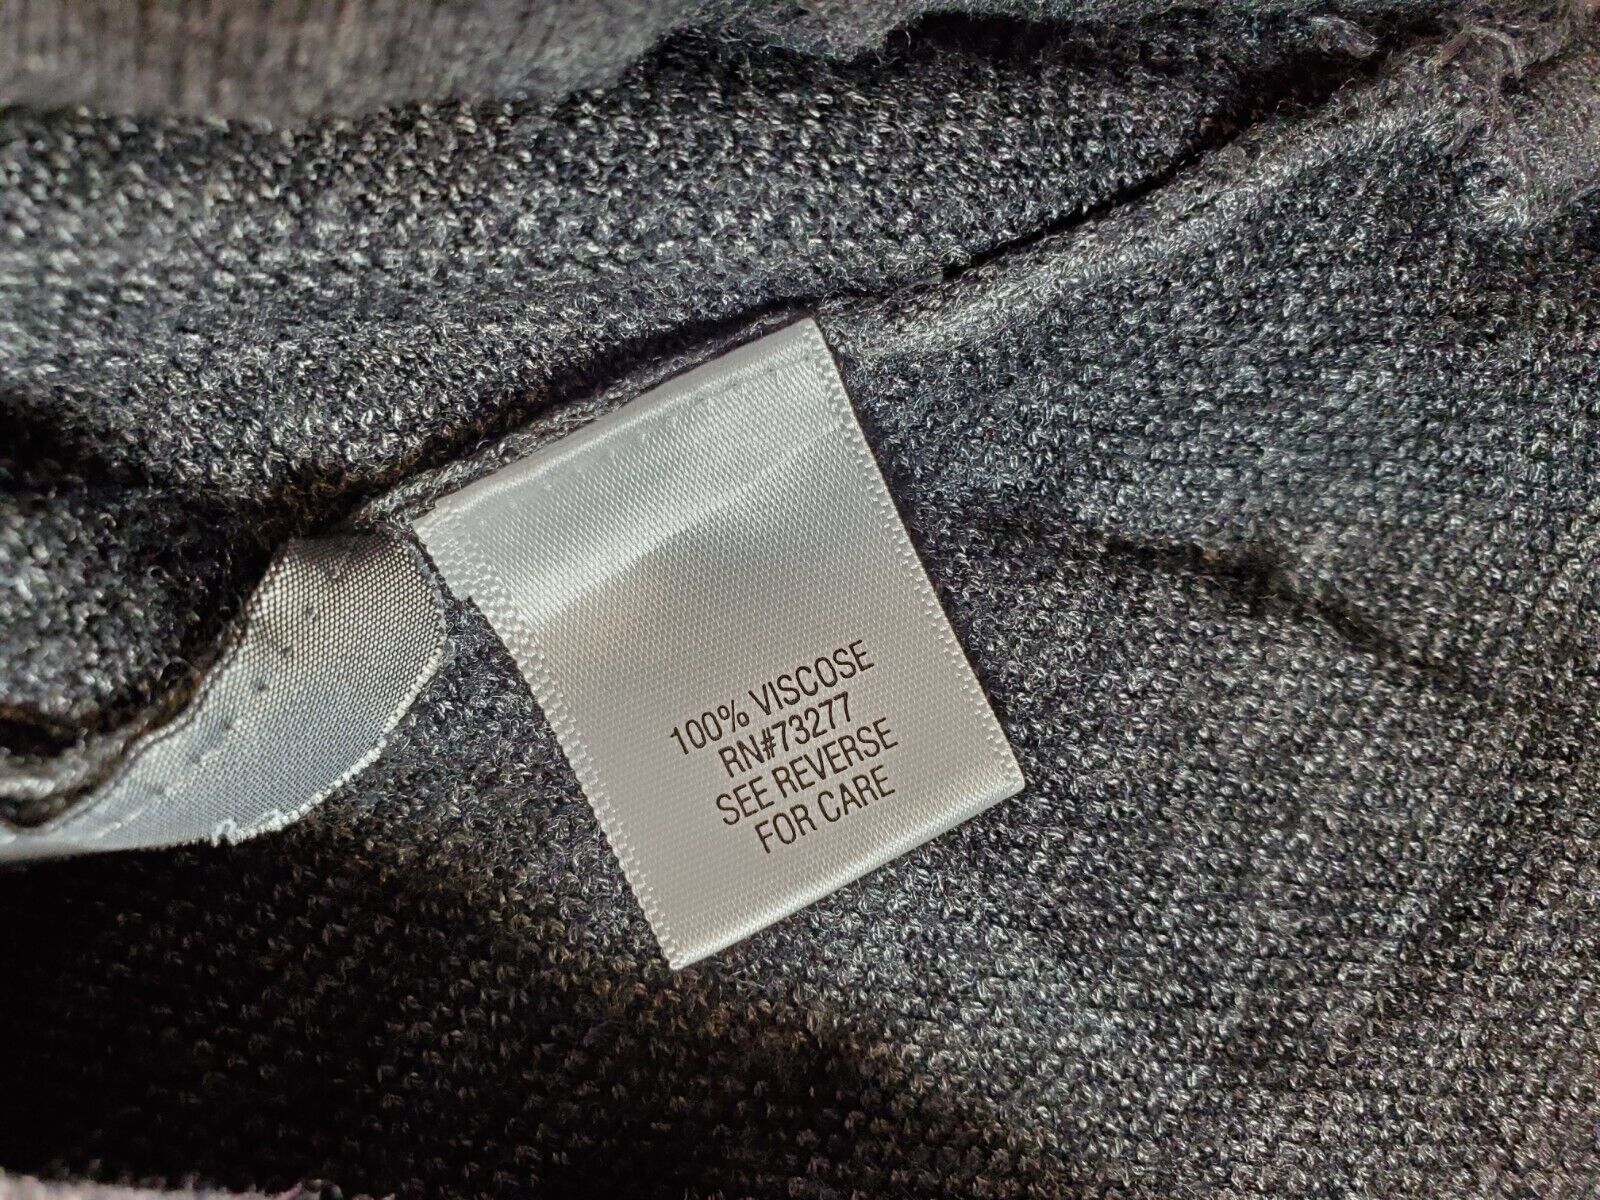 100% VISCOSE
RN#73277
SEE REVERSE
FOR CARE